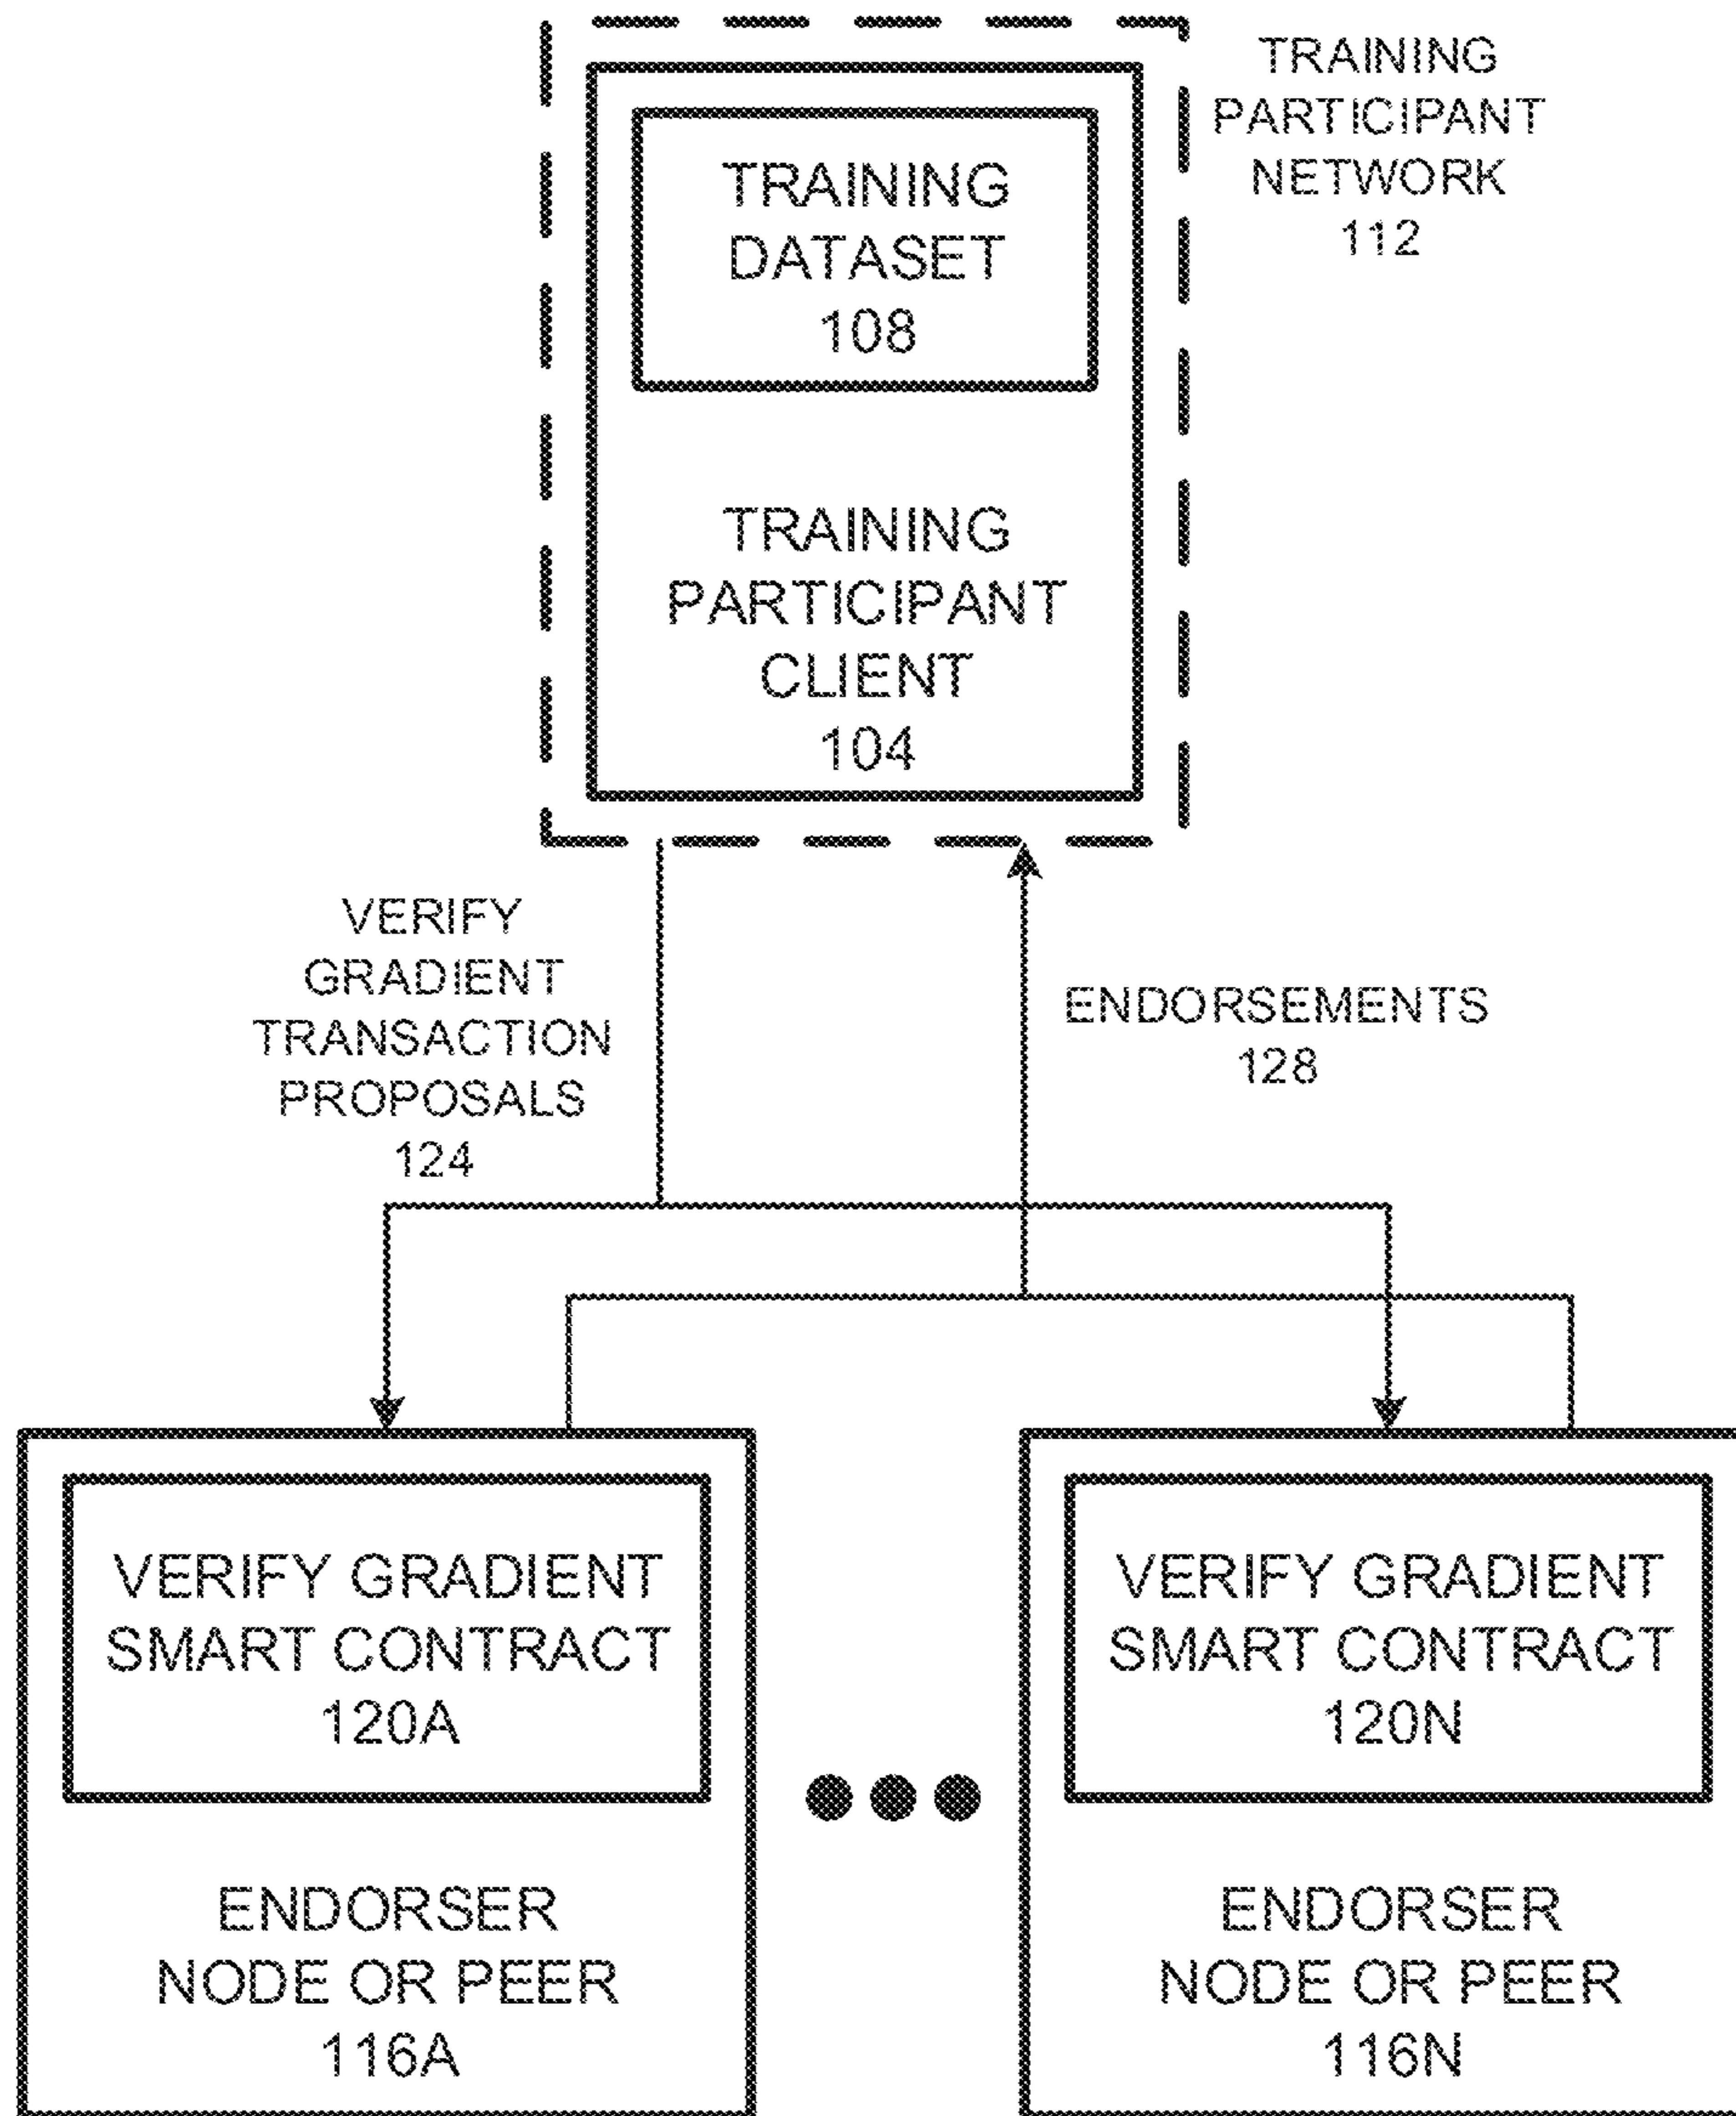 TRAINING
PARTICIPANT
NETWORK
112
TRAINING
DATASET
108
TRAINING
PARTICIPANT
CLIENT
104
VERIFY
GRADIENT
TRANSACTION
PROPOSALS
124
ENDORSEMENTS
128
VERIFY GRADIENT
SMART CONTRACT
120A
ENDORSER
NODE OR PEER
116A
VERIFY GRADIENT
SMART CONTRACT
120N
ENDORSER
NODE OR PEER
116N